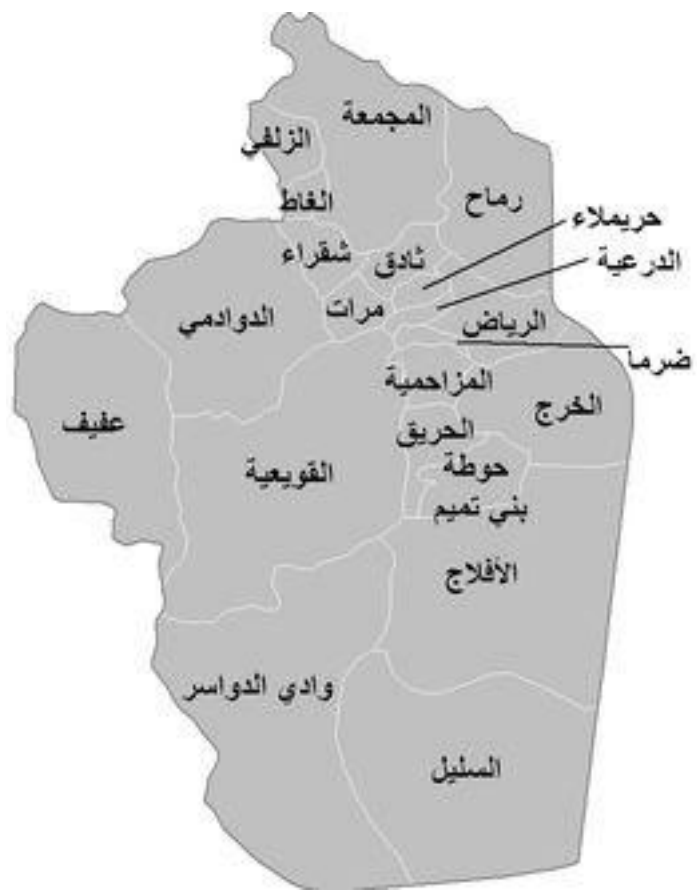 المجمعة
الزلفي
الغاط
رماح
حريملاء
شقراء
ثادق
الدرعية
الدوادمي
مرات
الرياض
ضرما
المزاحمية
الخرج
عفيف
الحريق
القويعية
حوطة
بني تميم
الأفلاج
وادي الدواسر
السليل